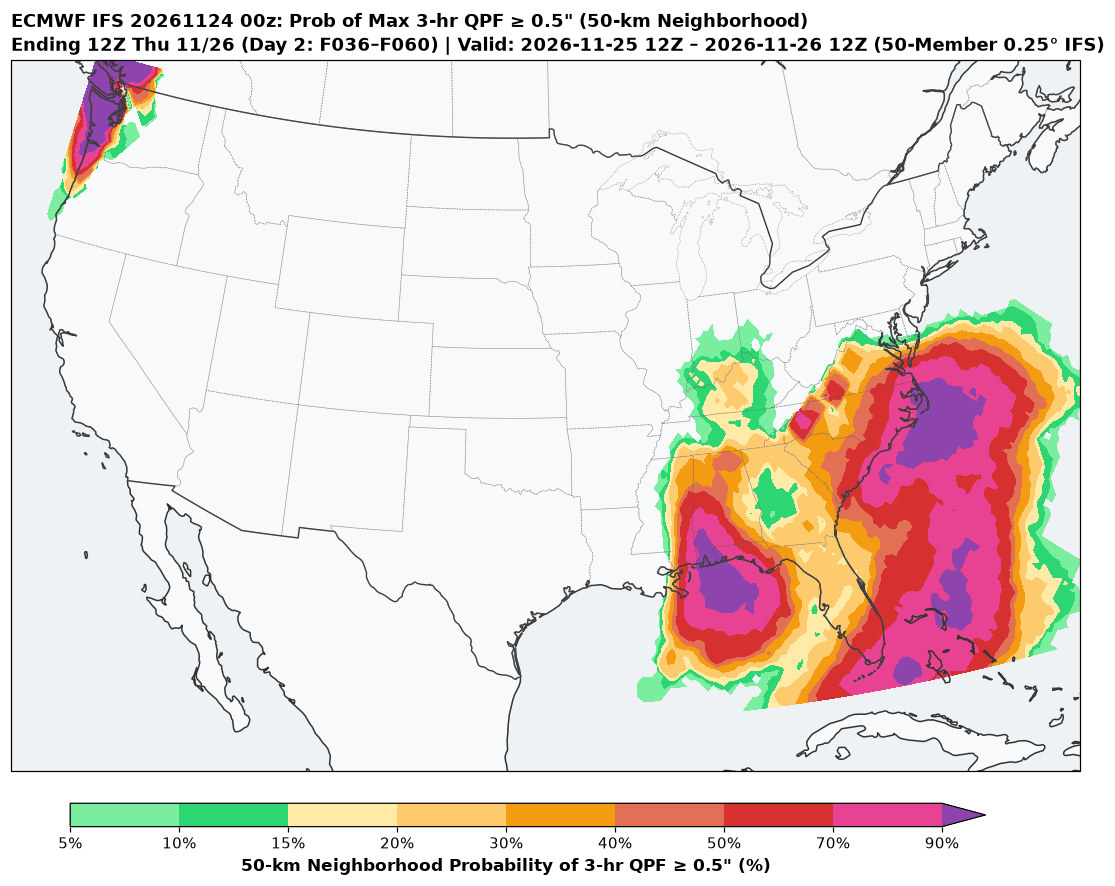 ECMWF IFS 20261124 00z: Prob of Max 3-hr QPF ≥ 0.5" (50-km Neighborhood)
Ending 12Z Thu 11/26 (Day 2: F036–F060) | Valid: 2026-11-25 12Z – 2026-11-26 12Z (50-Member 0.25° IFS)
5% 10% 15% 20% 30% 40% 50% 70% 90%
50-km Neighborhood Probability of 3-hr QPF ≥ 0.5" (%)